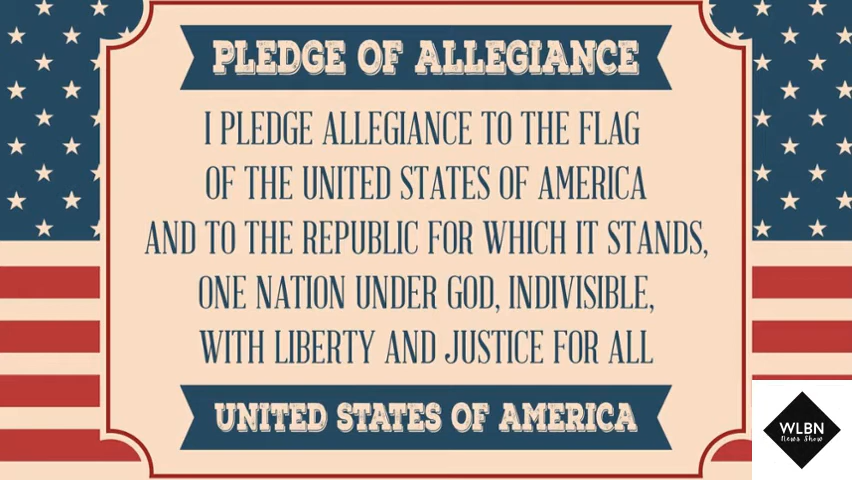 PLEDGE OF ALLEGIANCE
I PLEDGE ALLEGIANCE TO THE FLAG
OF THE UNITED STATES OF AMERICA
AND TO THE REPUBLIC FOR WHICH IT STANDS,
ONE NATION UNDER GOD, INDIVISIBLE,
WITH LIBERTY AND JUSTICE FOR ALL
UNITED STATES OF AMERICA
WLBN
News Show